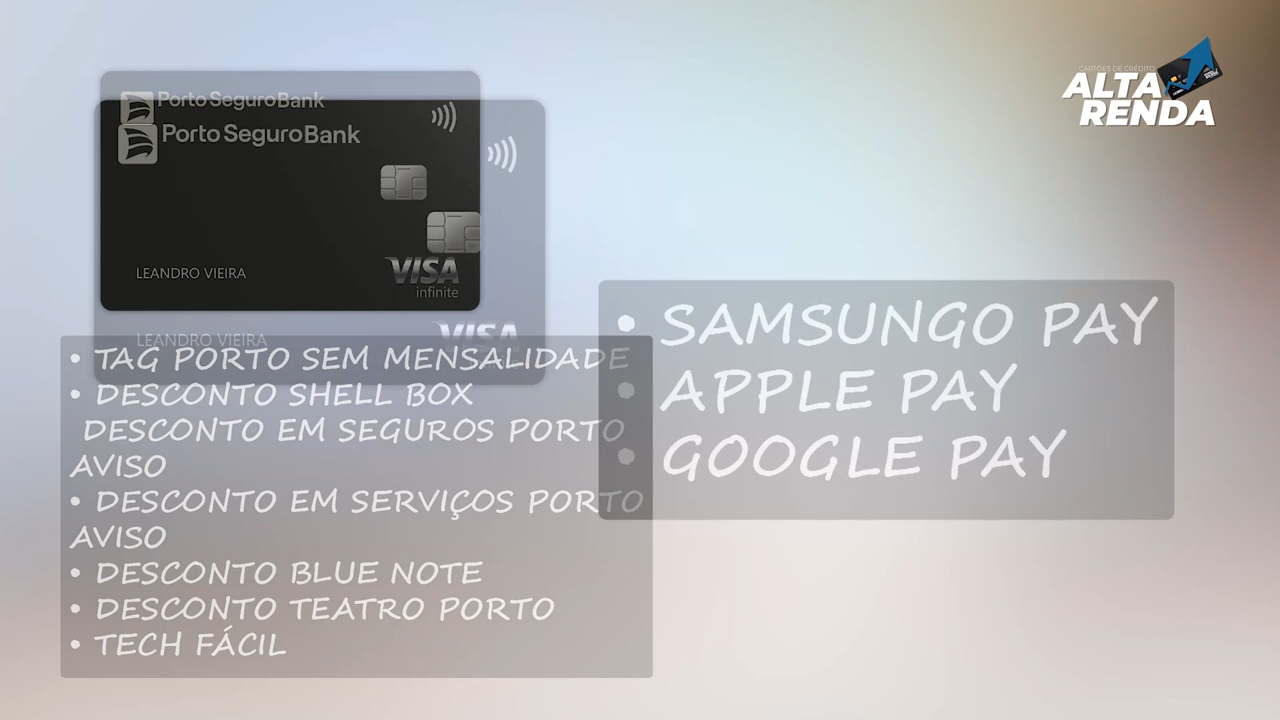 CARTÕES DE CRÉDITO
ALTA
RENDA
Porto Seguro Bank
Porto Seguro Bank
LEANDRO VIEIRA
VISA
infinite
LEANDRO VIEIRA
VISA
• TAG PORTO SEM MENSALIDADE
• DESCONTO SHELL BOX
DESCONTO EM SEGUROS PORTO
AVISO
• DESCONTO EM SERVIÇOS PORTO
AVISO
• DESCONTO BLUE NOTE
• DESCONTO TEATRO PORTO
• TECH FÁCIL
• SAMSUNGO PAY
• APPLE PAY
• GOOGLE PAY